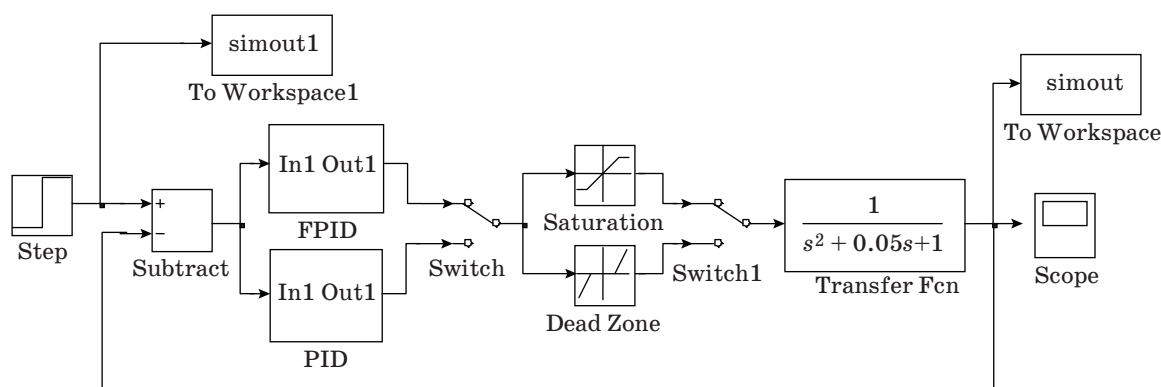 simout1
To Workspace1
simout
To Workspace
In1 Out1
FPID
Step
+
−
Subtract
In1 Out1
PID
Switch
Saturation
Dead Zone
Switch1
1
s² + 0.05s+1
Transfer Fcn
Scope